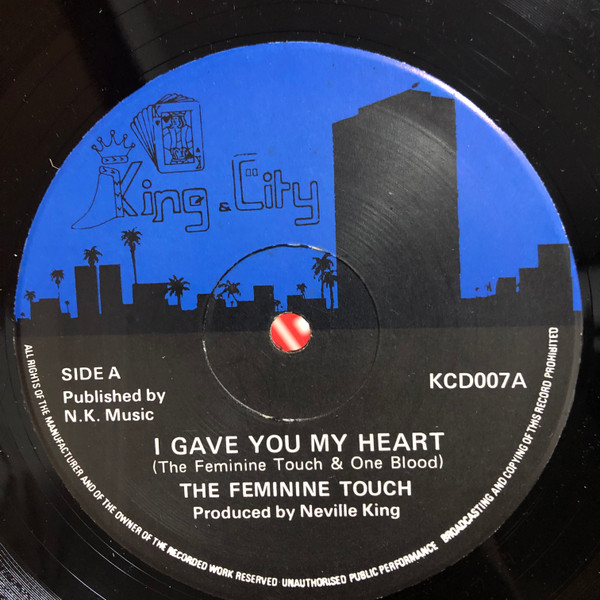 King & City
SIDE A
Published by
N.K. Music
KCD007A
I GAVE YOU MY HEART
(The Feminine Touch & One Blood)
THE FEMININE TOUCH
Produced by Neville King
ALL RIGHTS OF THE MANUFACTURER AND OF THE OWNER OF THE RECORDED WORK RESERVED · UNAUTHORISED PUBLIC PERFORMANCE BROADCASTING AND COPYING OF THIS RECORD PROHIBITED